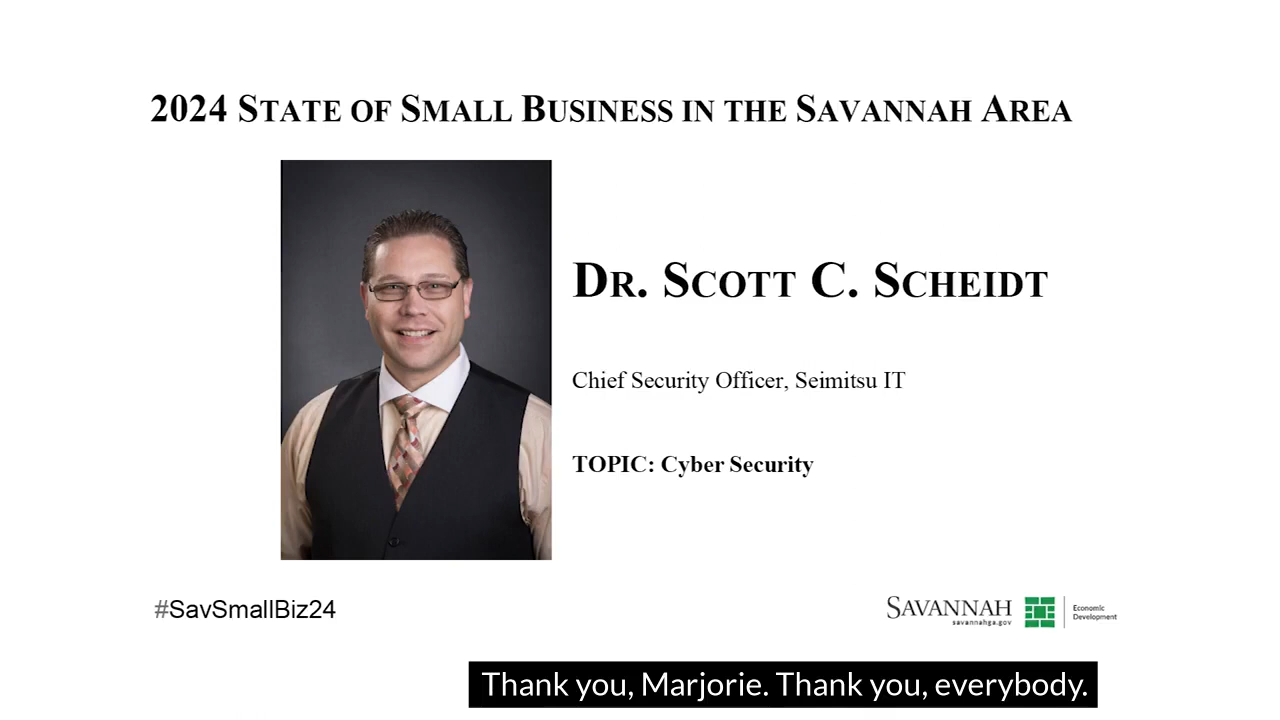 2024 STATE OF SMALL BUSINESS IN THE SAVANNAH AREA
DR. SCOTT C. SCHEIDT
Chief Security Officer, Seimitsu IT
TOPIC: Cyber Security
#SavSmallBiz24
SAVANNAH
savannahga.gov
Economic
Development
Thank you, Marjorie. Thank you, everybody.